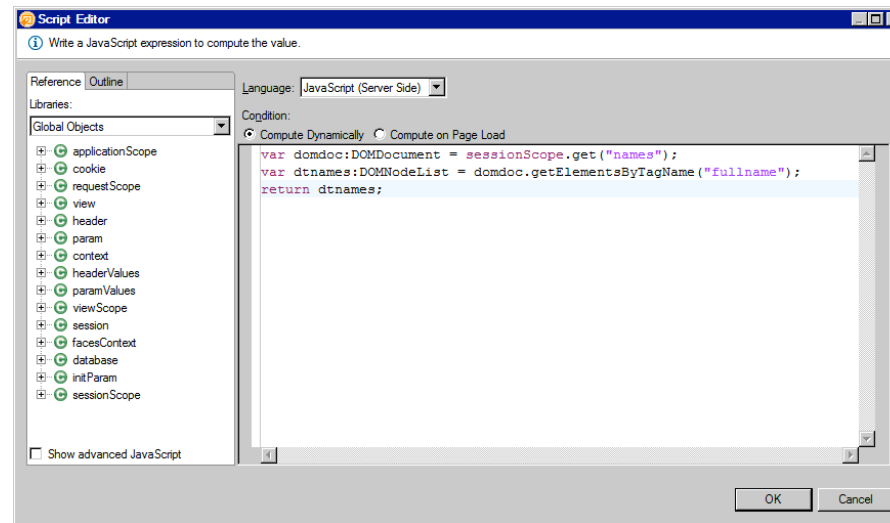 Script Editor
Write a JavaScript expression to compute the value.
Reference Outline
Libraries:
Global Objects
applicationScope
cookie
requestScope
view
header
param
context
headerValues
paramValues
viewScope
session
facesContext
database
initParam
sessionScope
Show advanced JavaScript
Language: JavaScript (Server Side)
Condition:
Compute Dynamically Compute on Page Load
var domdoc:DOMDocument = sessionScope.get("names");
var dtnames:DOMNodeList = domdoc.getElementsByTagName("fullname");
return dtnames;
OK Cancel